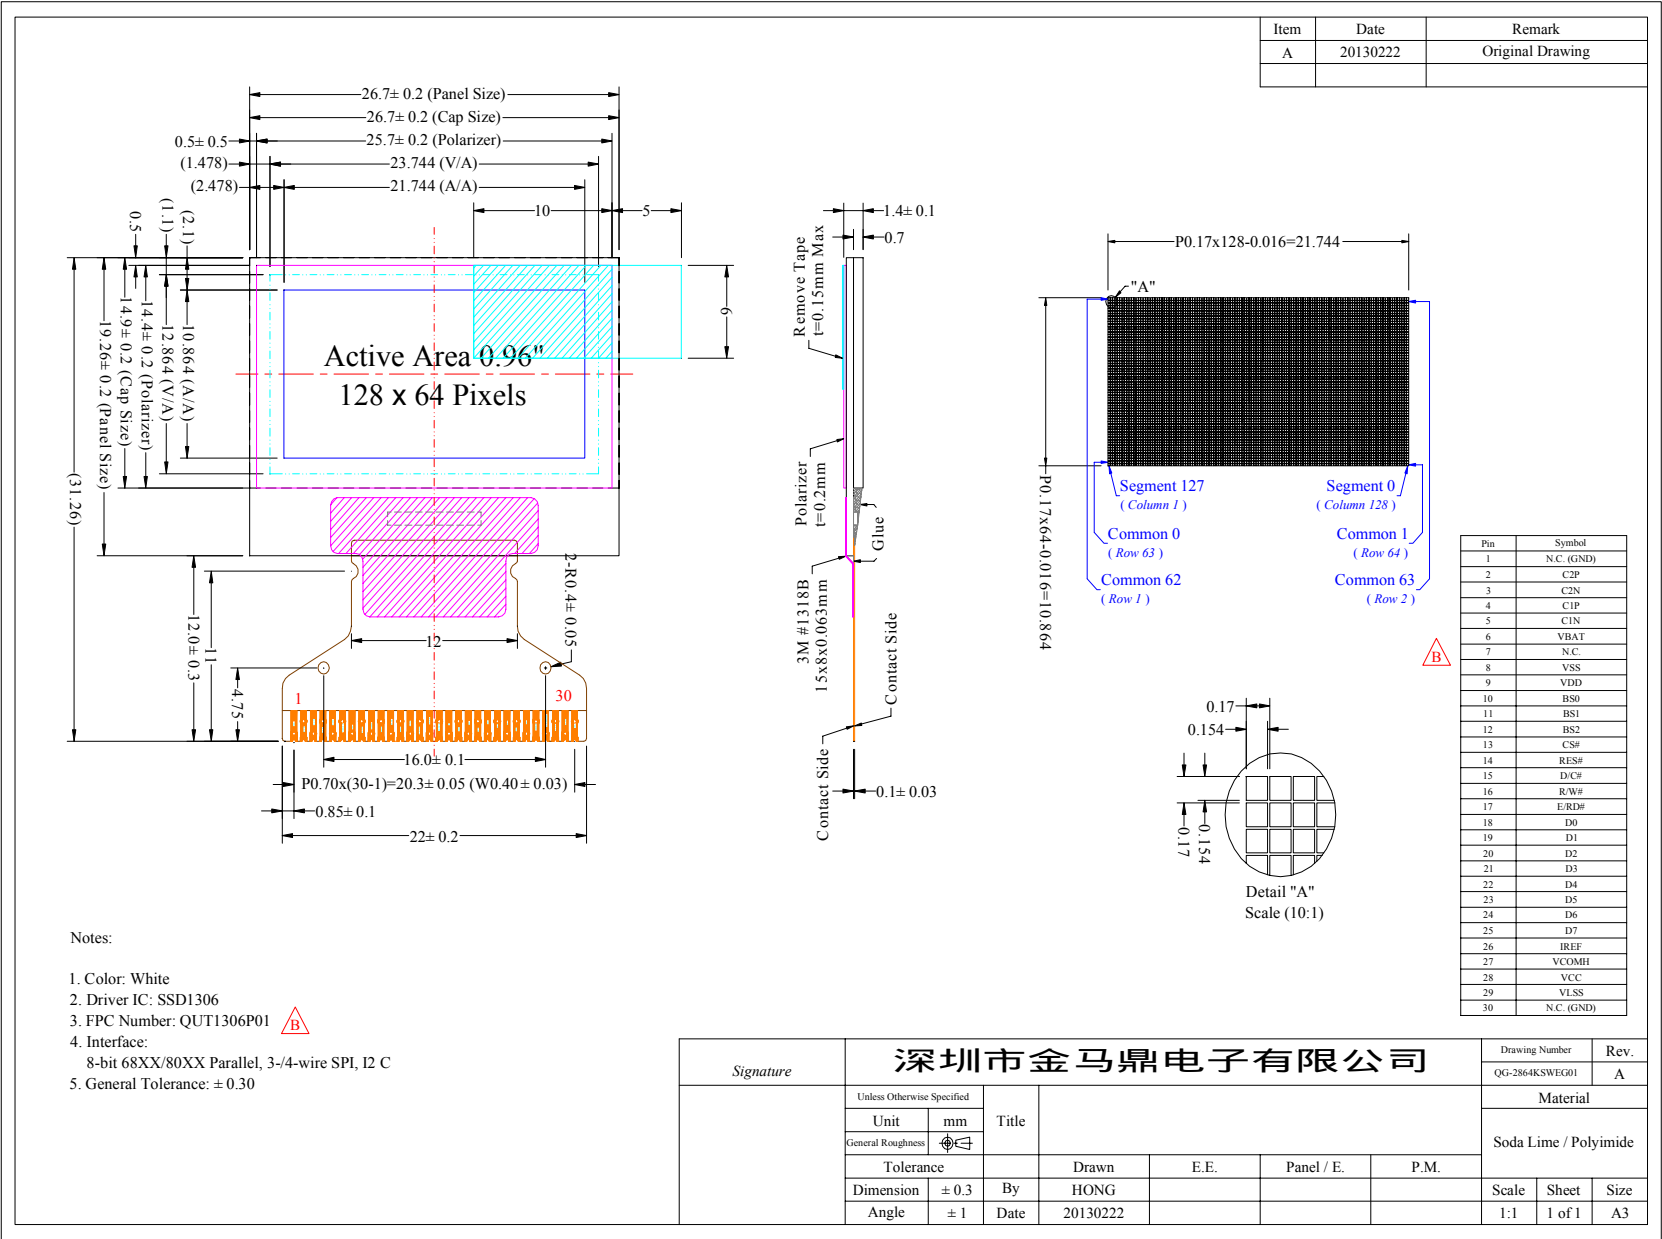 Item Date Remark
A 20130222 Original Drawing
26.7± 0.2 (Panel Size)
26.7± 0.2 (Cap Size)
0.5± 0.5 25.7± 0.2 (Polarizer)
(1.478) 23.744 (V/A)
(2.478) 21.744 (A/A)
10 5
0.5
(1.1)
(2.1)
9
(31.26)
19.26± 0.2 (Panel Size)
14.9± 0.2 (Cap Size)
14.4± 0.2 (Polarizer)
12.864 (V/A)
10.864 (A/A)
Active Area 0.96"
128 x 64 Pixels
12.0± 0.3
11
4.75
12
2-R0.4± 0.05
1 30
16.0± 0.1
P0.70x(30-1)=20.3± 0.05 (W0.40± 0.03)
0.85± 0.1
22± 0.2
1.4± 0.1
0.7
Remove Tape
t=0.15mm Max
Polarizer
t=0.2mm
Glue
3M #1318B
15x8x0.063mm
Contact Side
Contact Side
0.1± 0.03
P0.17x128-0.016=21.744
"A"
P0.17x64-0.016=10.864
Segment 127
( Column 1 )
Segment 0
( Column 128 )
Common 0
( Row 63 )
Common 1
( Row 64 )
Common 62
( Row 1 )
Common 63
( Row 2 )
B
0.17
0.154
0.17
0.154
Detail "A"
Scale (10:1)
Pin Symbol
1 N.C. (GND)
2 C2P
3 C2N
4 C1P
5 C1N
6 VBAT
7 N.C.
8 VSS
9 VDD
10 BS0
11 BS1
12 BS2
13 CS#
14 RES#
15 D/C#
16 R/W#
17 E/RD#
18 D0
19 D1
20 D2
21 D3
22 D4
23 D5
24 D6
25 D7
26 IREF
27 VCOMH
28 VCC
29 VLSS
30 N.C. (GND)
Notes:
1. Color: White
2. Driver IC: SSD1306
3. FPC Number: QUT1306P01 B
4. Interface:
8-bit 68XX/80XX Parallel, 3-/4-wire SPI, I2 C
5. General Tolerance: ± 0.30
Signature
深圳市金马鼎电子有限公司
Drawing Number Rev.
QG-2864KSWEG01 A
Unless Otherwise Specified
Unit mm
General Roughness
Title
Material
Soda Lime / Polyimide
Tolerance Drawn E.E. Panel / E. P.M.
Dimension ± 0.3 By HONG Scale Sheet Size
Angle ± 1 Date 20130222 1:1 1 of 1 A3